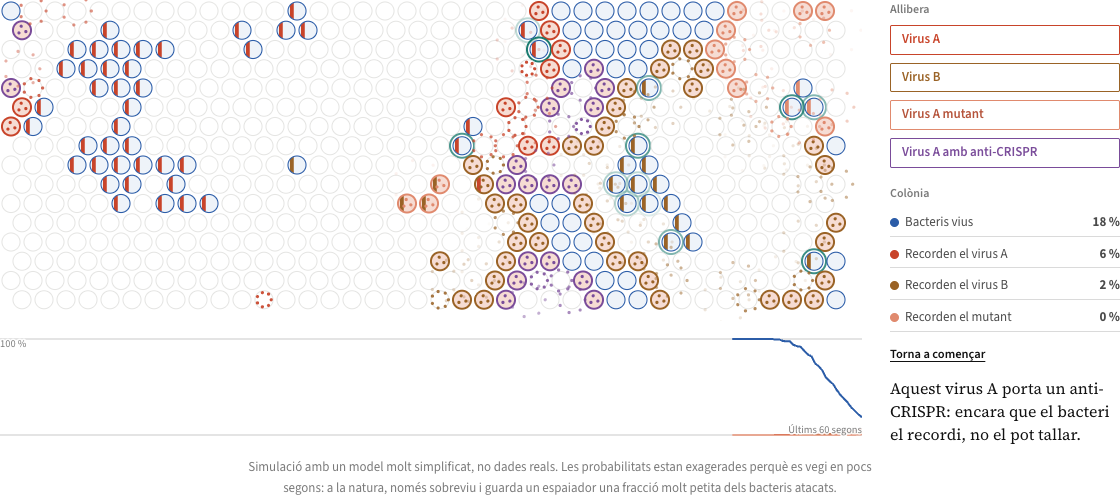 Allibera
Virus A
Virus B
Virus A mutant
Virus A amb anti-CRISPR
Colònia
Bacteris vius 18 %
Recorden el virus A 6 %
Recorden el virus B 2 %
Recorden el mutant 0 %
Torna a començar
Aquest virus A porta un anti-
CRISPR: encara que el bacteri
el recordi, no el pot tallar.
100 %
Últims 60 segons
Simulació amb un model molt simplificat, no dades reals. Les probabilitats estan exagerades perquè es vegi en pocs
segons: a la natura, només sobreviu i guarda un espaiador una fracció molt petita dels bacteris atacats.